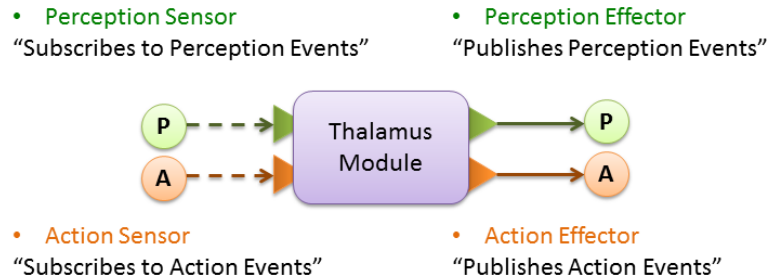 • Perception Sensor
“Subscribes to Perception Events”
• Perception Effector
“Publishes Perception Events”
P
Thalamus
Module
P
A
A
• Action Sensor
“Subscribes to Action Events”
• Action Effector
“Publishes Action Events”